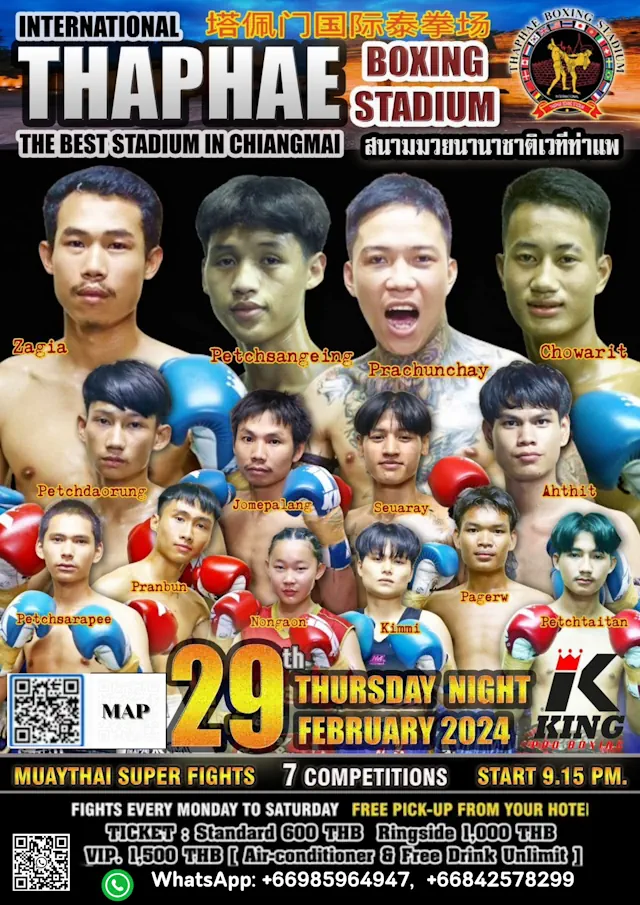 INTERNATIONAL
塔佩门国际泰拳场
THAPHAE
BOXING
STADIUM
THE BEST STADIUM IN CHIANGMAI
สนามมวยนานาชาติเวทีท่าแพ
THAPHAE BOXING STADIUM
Zagia
Petchsangeing
Prachunchay
Chowarit
Petchdaorung
Jomepalang
Seuaray
Ahthit
Petchsarapee
Pranbun
Nongaon
Kimmi
Pagerw
Petchtaitan
MAP
29th
THURSDAY NIGHT
FEBRUARY 2024
K
KING
PRO BOXING
MUAYTHAI SUPER FIGHTS 7 COMPETITIONS START 9.15 PM.
FIGHTS EVERY MONDAY TO SATURDAY FREE PICK-UP FROM YOUR HOTEl
TICKET : Standard 600 THB Ringside 1,000 THB
VIP. 1,500 THB [ Air-conditioner & Free Drink Unlimit ]
WhatsApp: +66985964947, +66842578299